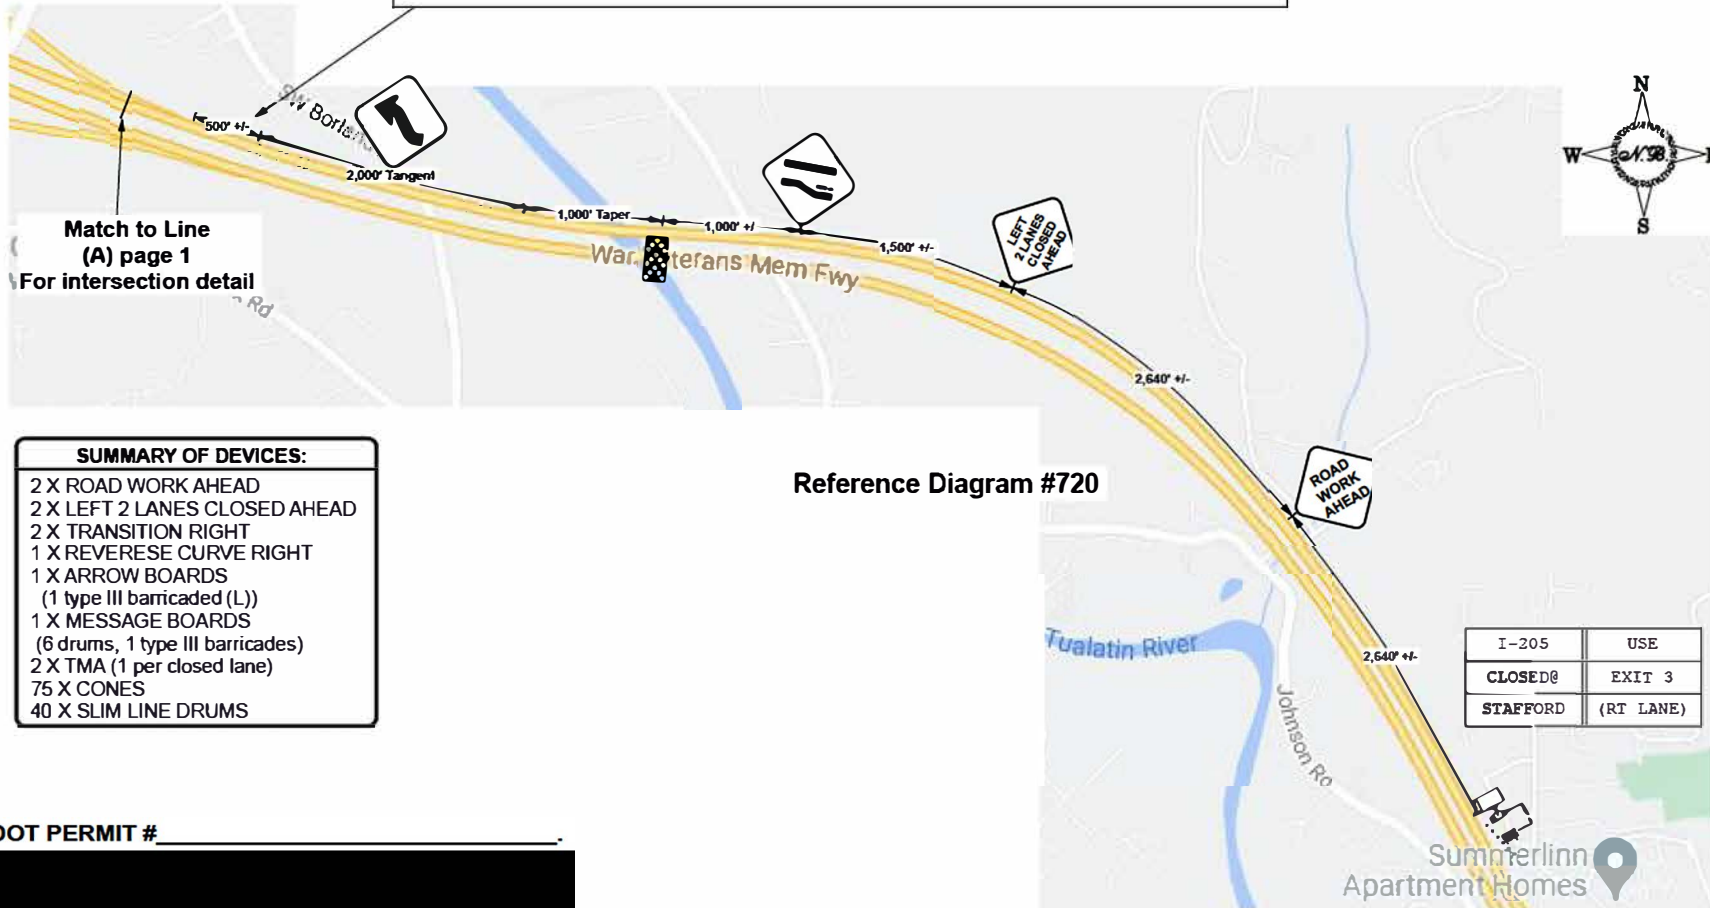 N
W
N.B.
S
SW Borland
500' +/-
2,000' Tangent
1,000' Taper
1,000' +/
1,500' +/-
LEFT
2 LANES
CLOSED
AHEAD
2,640' +/-
ROAD
WORK
AHEAD
2,640' +/-
Match to Line
(A) page 1
For intersection detail
Rd
War
terans Mem Fwy
SUMMARY OF DEVICES:
2 X ROAD WORK AHEAD
2 X LEFT 2 LANES CLOSED AHEAD
2 X TRANSITION RIGHT
1 X REVERESE CURVE RIGHT
1 X ARROW BOARDS
(1 type III barricaded (L))
1 X MESSAGE BOARDS
(6 drums, 1 type III barricades)
2 X TMA (1 per closed lane)
75 X CONES
40 X SLIM LINE DRUMS
Reference Diagram #720
Tualatin River
Johnson Rd
I-205 USE
CLOSED@ EXIT 3
STAFFORD (RT LANE)
DOT PERMIT #____________________.
Summerlinn
Apartment Homes